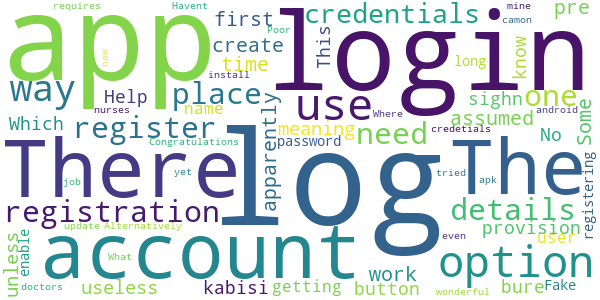 requires Havent mine pre
app first login credentials camon
Poor
create This know
new time long
install
way Help place use sighn one
nurses name credetials android
Which register apparently meaning need assumed Some
password Where No
Congratulations
There log The
job yet tried apk registering
registration details
update Alternatively provision user
unless enable account What option
even work
doctors useless kabisi getting button bure Fake
wonderful